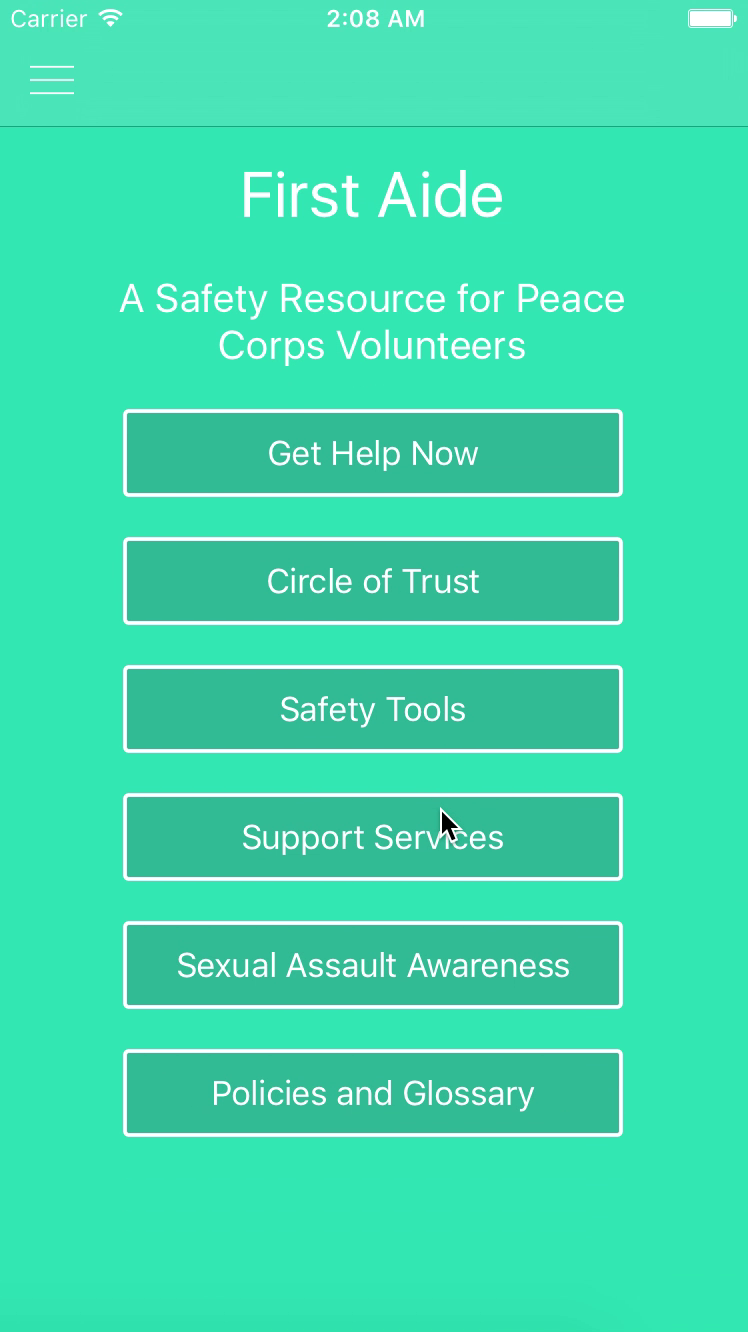 Carrier 2:08 AM
First Aide
A Safety Resource for Peace
Corps Volunteers
Get Help Now
Circle of Trust
Safety Tools
Support Services
Sexual Assault Awareness
Policies and Glossary